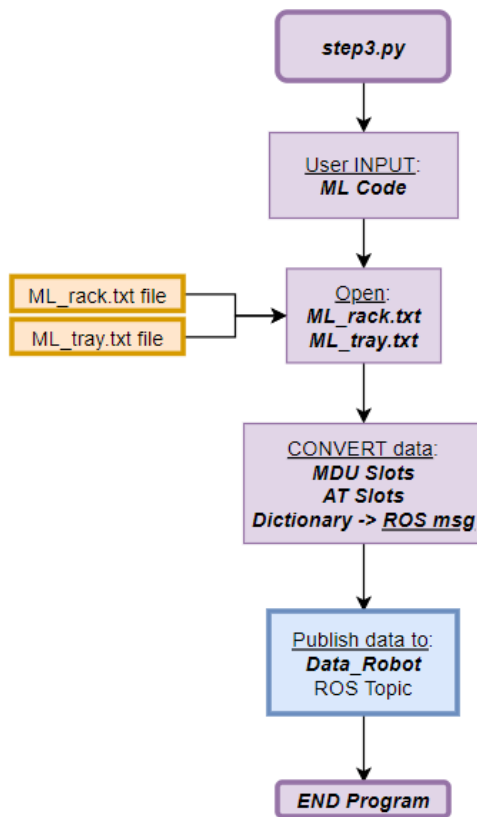 step3.py
User INPUT:
ML Code
ML_rack.txt file
ML_tray.txt file
Open:
ML_rack.txt
ML_tray.txt
CONVERT data:
MDU Slots
AT Slots
Dictionary -> ROS msg
Publish data to:
Data_Robot
ROS Topic
END Program